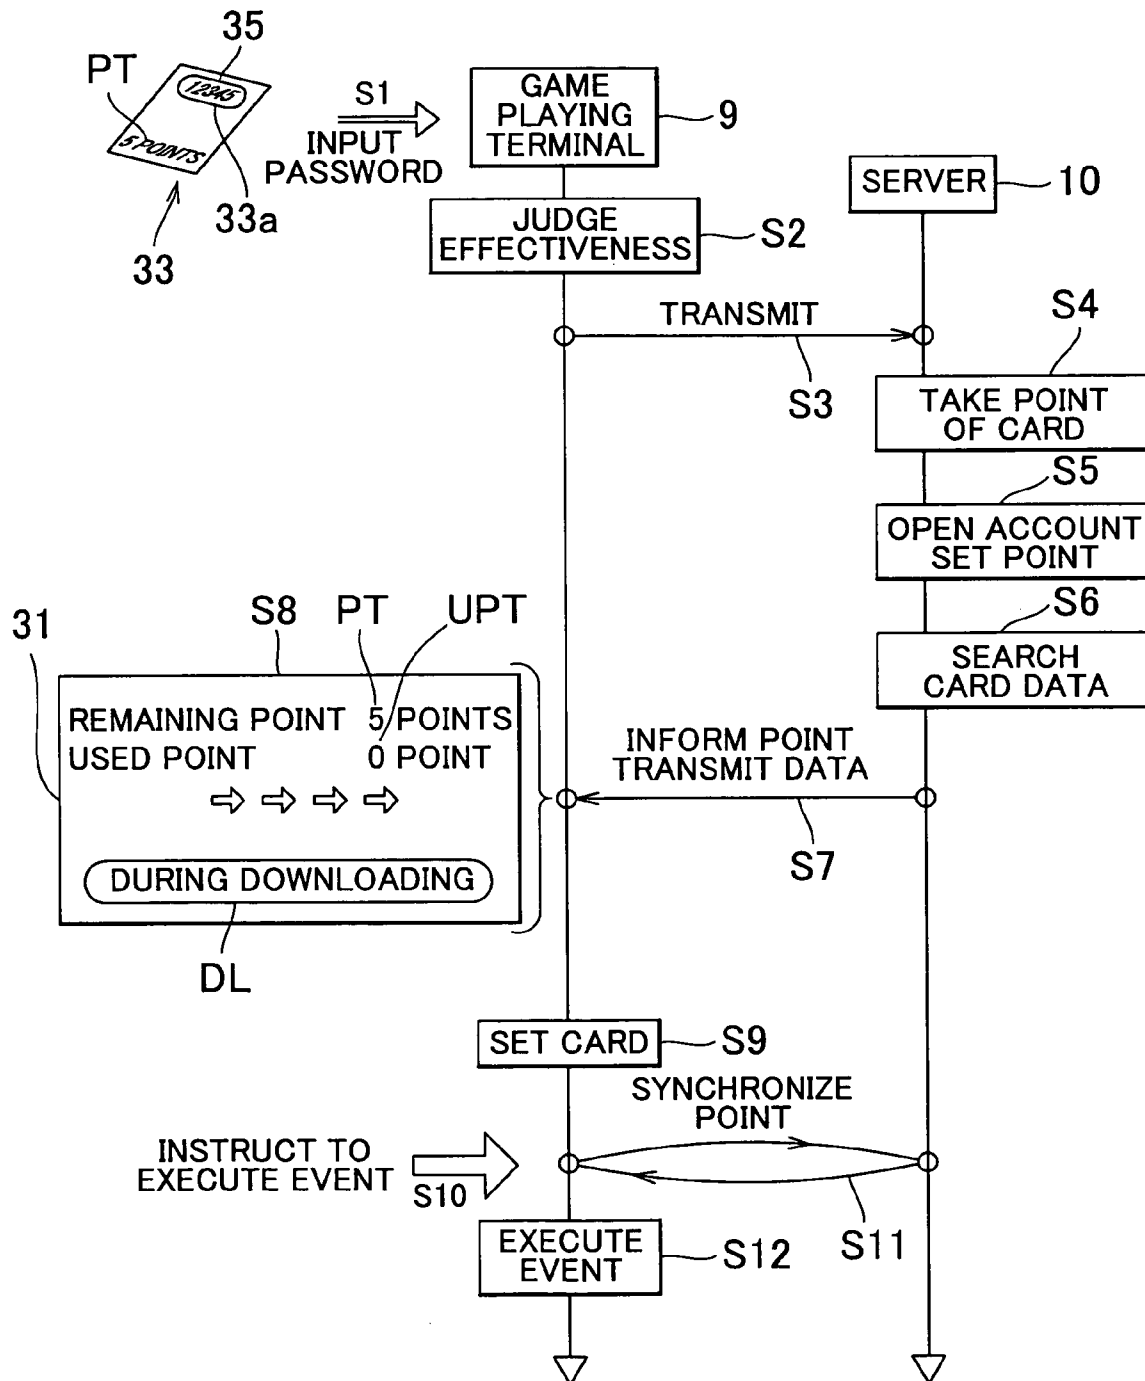 35
PT
12345
5 POINTS
33a
33
S1
INPUT
PASSWORD
GAME
PLAYING
TERMINAL
9
SERVER
10
JUDGE
EFFECTIVENESS
S2
TRANSMIT
S3
S4
TAKE POINT
OF CARD
S5
OPEN ACCOUNT
SET POINT
S6
SEARCH
CARD DATA
31
S8
PT
UPT
REMAINING POINT 5 POINTS
USED POINT 0 POINT
DURING DOWNLOADING
DL
INFORM POINT
TRANSMIT DATA
S7
SET CARD
S9
SYNCHRONIZE
POINT
INSTRUCT TO
EXECUTE EVENT
S10
S11
EXECUTE
EVENT
S12